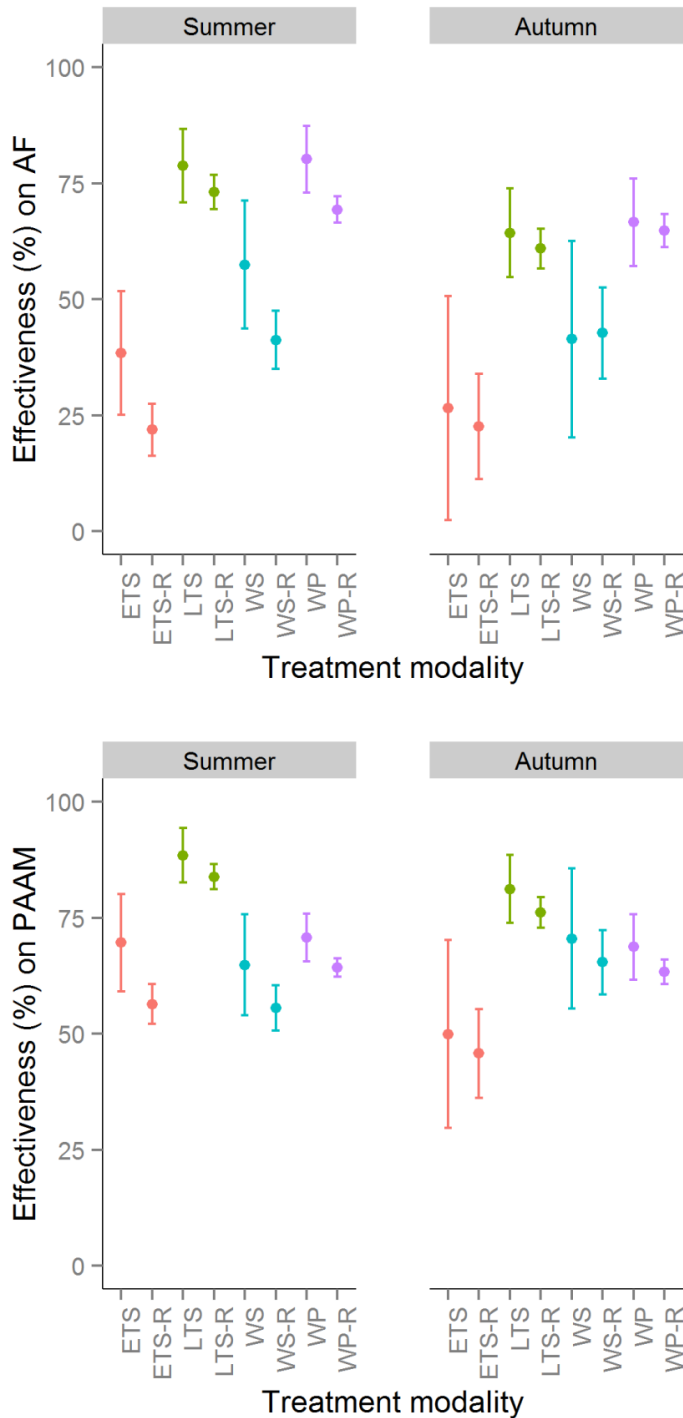 Summer Autumn
Effectiveness (%) on AF
100
75
50
25
0
ETS ETS-R LTS LTS-R WS WS-R WP WP-R ETS ETS-R LTS LTS-R WS WS-R WP WP-R
Treatment modality
Summer Autumn
Effectiveness (%) on PAAM
100
75
50
25
0
ETS ETS-R LTS LTS-R WS WS-R WP WP-R ETS ETS-R LTS LTS-R WS WS-R WP WP-R
Treatment modality